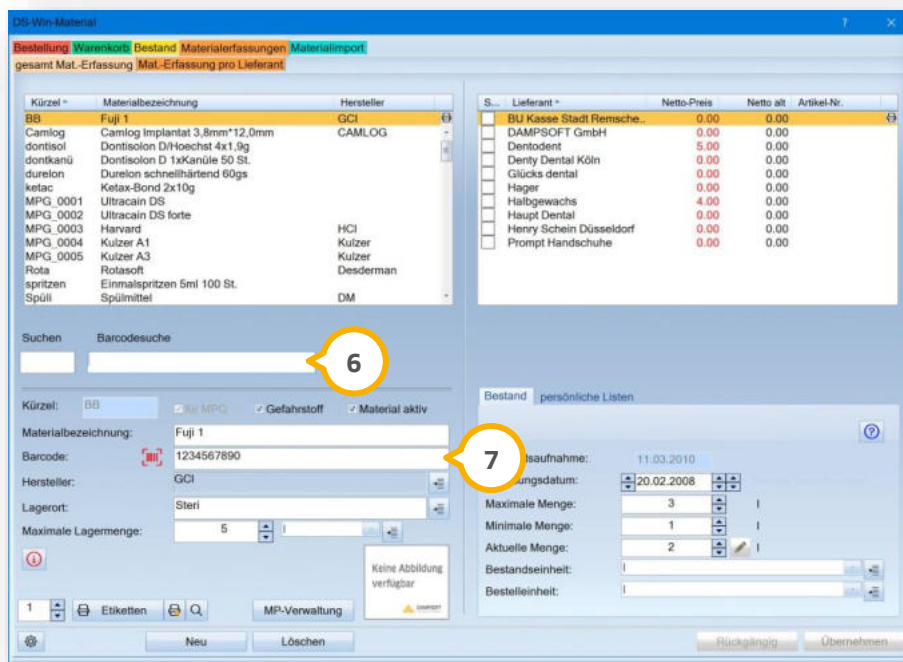 DS-Win-Material ?
Bestellung Warenkorb Bestand Materialerfassungen Materialimport
gesamt Mat.-Erfassung Mat.-Erfassung pro Lieferant
Kürzel Materialbezeichnung Hersteller
BB Fuji 1 GCI
Camlog Camlog Implantat 3,8mm*12,0mm CAMLOG
dontisol Dontisolon D/Hoechst 4x1,9g
dontkanü Dontisolon D 1xKanüle 50 St.
durelon Durelon schnellhärtend 60gs
ketac Ketax-Bond 2x10g
MPG_0001 Ultracain DS
MPG_0002 Ultracain DS forte
MPG_0003 Harvard HCI
MPG_0004 Kulzer A1 Kulzer
MPG_0005 Kulzer A3 Kulzer
Rota Rotasoft Desderman
spritzen Einmalspritzen 5ml 100 St.
Spüli Spülmittel DM
S... Lieferant Netto-Preis Netto alt Artikel-Nr.
BU Kasse Stadt Remsche.. 0.00 0.00
DAMPSOFT GmbH 0.00 0.00
Dentodent 5.00 0.00
Denty Dental Köln 0.00 0.00
Glücks dental 0.00 0.00
Hager 0.00 0.00
Halbgewachs 4.00 0.00
Haupt Dental 0.00 0.00
Henry Schein Düsseldorf 0.00 0.00
Prompt Handschuhe 0.00 0.00
Suchen Barcodesuche
6
Kürzel: BB für MPG Gefahrstoff Material aktiv
Materialbezeichnung: Fuji 1
Barcode: 1234567890
7
Hersteller: GCI
Lagerort: Steri
Maximale Lagermenge: 5
Keine Abbildung
verfügbar
DAMPSOFT
1 Etiketten MP-Verwaltung
Neu Löschen
Bestand persönliche Listen
saufnahme: 11.03.2010
ungsdatum: 20.02.2008
Maximale Menge: 3 l
Minimale Menge: 1 l
Aktuelle Menge: 2 l
Bestandseinheit: l
Bestelleinheit: l
Rückgängig Übernehmen